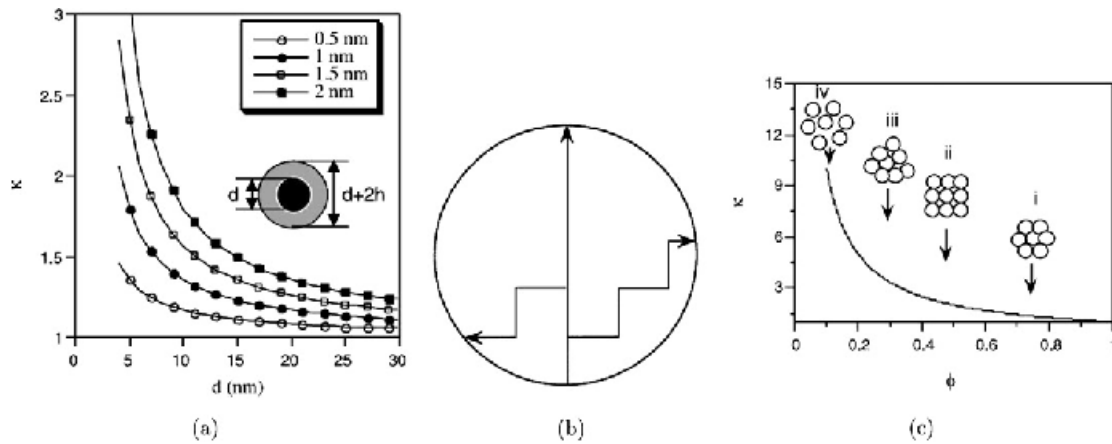 3
2.5
2
1.5
1
0 5 10 15 20 25 30
κ
d (nm)
0.5 nm
1 nm
1.5 nm
2 nm
d
d+2h
(a)
(b)
15
12
9
6
3
0 0,2 0,4 0,6 0,8 1
κ
ϕ
iv
iii
ii
i
(c)